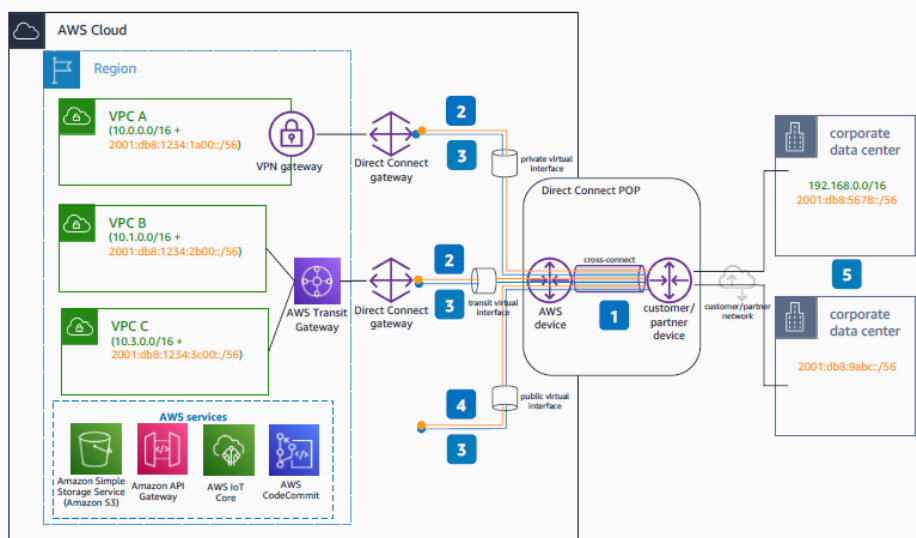 AWS Cloud
Region
VPC A
(10.0.0.0/16 +
2001:db8:1234:1a00::/56)
VPN gateway
Direct Connect
gateway
2
3
private virtual
interface
VPC B
(10.1.0.0/16 +
2001:db8:1234:2b00::/56)
AWS Transit
Gateway
Direct Connect
gateway
2
3
transit virtual
interface
VPC C
(10.3.0.0/16 +
2001:db8:1234:3c00::/56)
Direct Connect POP
AWS
device
cross-connect
1
customer/
partner
device
customer/partner
network
corporate
data center
192.168.0.0/16
2001:db8:5678::/56
5
corporate
data center
2001:db8:9abc::/56
4
3
public virtual
interface
AWS services
Amazon Simple
Storage Service
(Amazon S3)
Amazon API
Gateway
AWS IoT
Core
AWS
CodeCommit